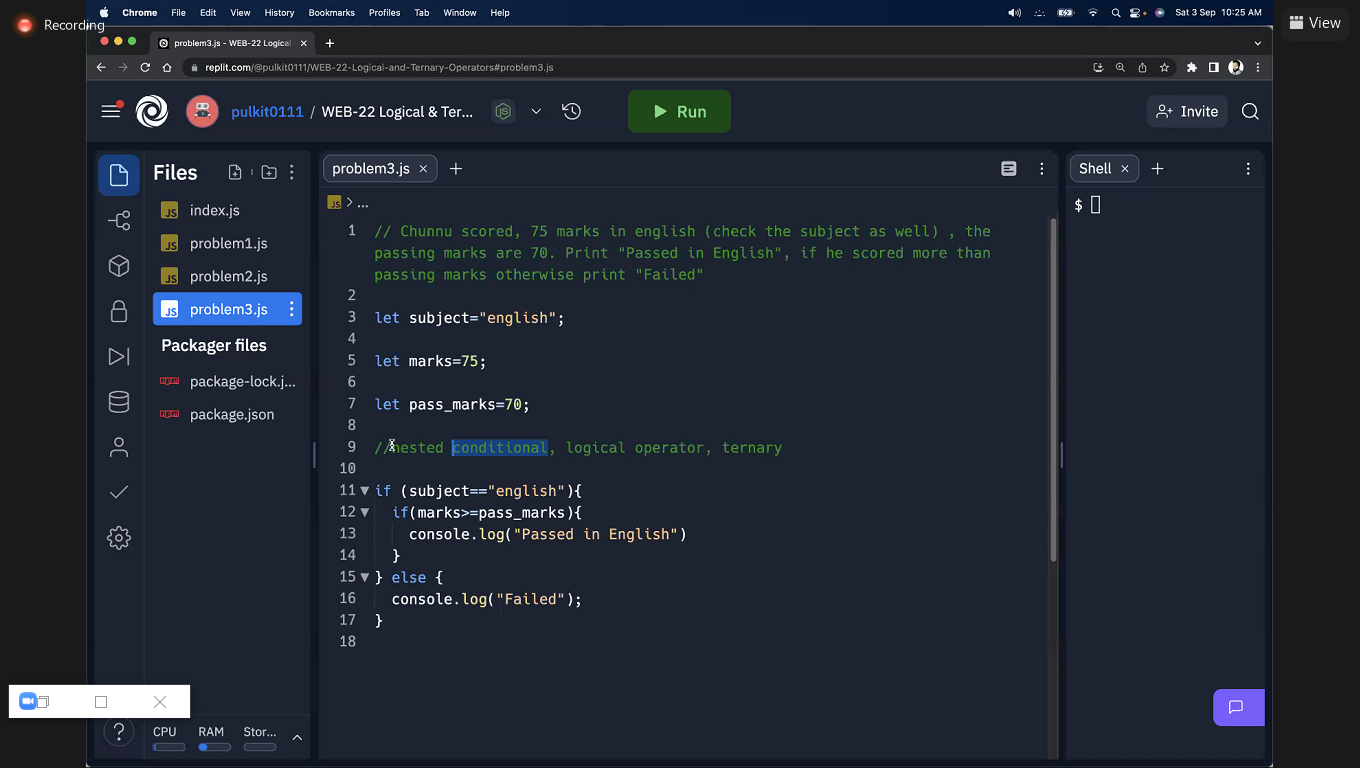 Recording
Chrome File Edit View History Bookmarks Profiles Tab Window Help
Sat 3 Sep 10:25 AM
View
problem3.js - WEB-22 Logical
replit.com/@pulkit0111/WEB-22-Logical-and-Ternary-Operators#problem3.js
pulkit0111 / WEB-22 Logical & Ter...
Run
Invite
Files
problem3.js
Shell
JS > ...
$
JS index.js
JS problem1.js
JS problem2.js
JS problem3.js
Packager files
npm package-lock.j...
npm package.json
1 // Chunnu scored, 75 marks in english (check the subject as well) , the
passing marks are 70. Print "Passed in English", if he scored more than
passing marks otherwise print "Failed"
2
3 let subject="english";
4
5 let marks=75;
6
7 let pass_marks=70;
8
9 //nested conditional, logical operator, ternary
10
11 if (subject=="english"){
12 if(marks>=pass_marks){
13 console.log("Passed in English")
14 }
15 } else {
16 console.log("Failed");
17 }
18
?
CPU RAM Stor...